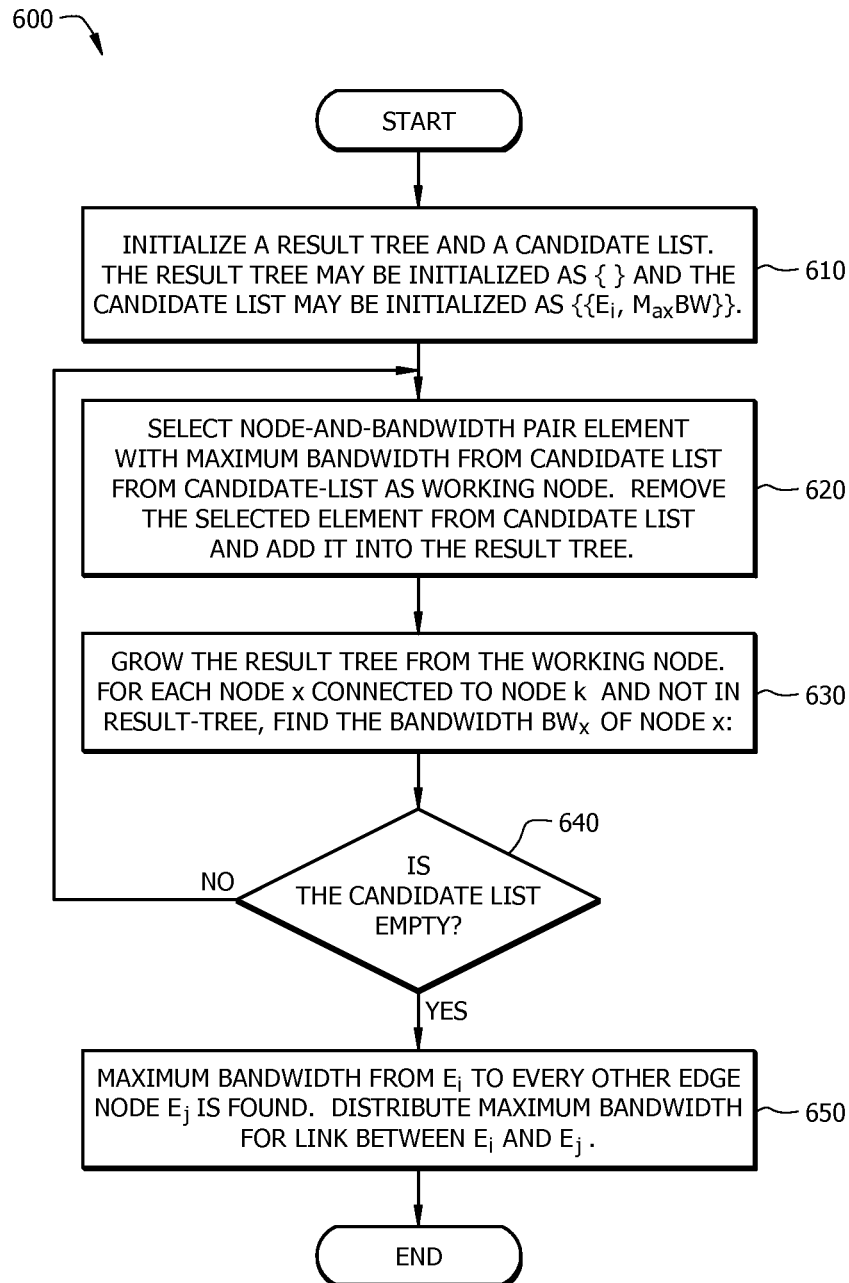 600
START
INITIALIZE A RESULT TREE AND A CANDIDATE LIST.
THE RESULT TREE MAY BE INITIALIZED AS { } AND THE
CANDIDATE LIST MAY BE INITIALIZED AS {{Ei, MaxBW}}.
610
SELECT NODE-AND-BANDWIDTH PAIR ELEMENT
WITH MAXIMUM BANDWIDTH FROM CANDIDATE LIST
FROM CANDIDATE-LIST AS WORKING NODE. REMOVE
THE SELECTED ELEMENT FROM CANDIDATE LIST
AND ADD IT INTO THE RESULT TREE.
620
GROW THE RESULT TREE FROM THE WORKING NODE.
FOR EACH NODE x CONNECTED TO NODE k AND NOT IN
RESULT-TREE, FIND THE BANDWIDTH BWx OF NODE x:
630
640
IS
THE CANDIDATE LIST
EMPTY?
NO
YES
MAXIMUM BANDWIDTH FROM Ei TO EVERY OTHER EDGE
NODE Ej IS FOUND. DISTRIBUTE MAXIMUM BANDWIDTH
FOR LINK BETWEEN Ei AND Ej.
650
END